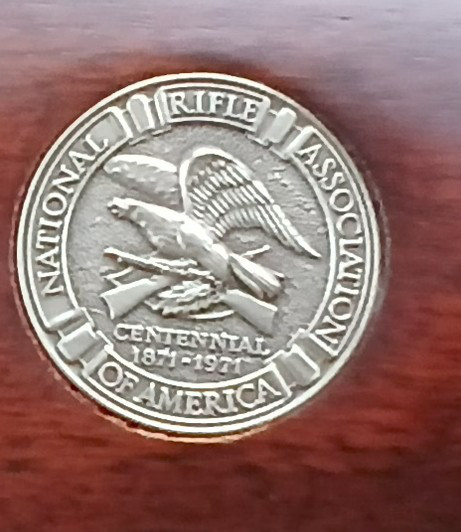 NATIONAL RIFLE ASSOCIATION
OF AMERICA
CENTENNIAL
1871-1971